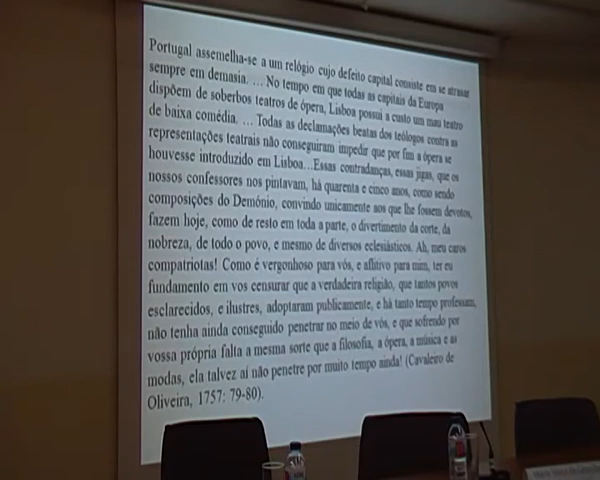 Portugal assemelha-se a um relógio cujo defeito capital consiste em se atrasar
sempre em demasia. … No tempo em que todas as capitais da Europa
dispõem de soberbos teatros de ópera, Lisboa possui a custo um mau teatro
de baixa comédia. … Todas as declamações beatas dos teólogos contra as
representações teatrais não conseguiram impedir que por fim a ópera se
houvesse introduzido em Lisboa…Essas contradanças, essas jigas, que os
nossos confessores nos pintavam, há quarenta e cinco anos, como sendo
composições do Demónio, convindo unicamente aos que lhe fossem devotos,
fazem hoje, como de resto em toda a parte, o divertimento da corte, da
nobreza, de todo o povo, e mesmo de diversos eclesiásticos. Ah, meu caros
compatriotas! Como é vergonhoso para vós, e aflitivo para mim, ter eu
fundamento em vos censurar que a verdadeira religião, que tantos povos
esclarecidos, e ilustres, adoptaram publicamente, e há tanto tempo professam,
não tenha ainda conseguido penetrar no meio de vós, e que sofrendo por
vossa própria falta a mesma sorte que a filosofia, a ópera, a música e as
modas, ela talvez aí não penetre por muito tempo ainda! (Cavaleiro de
Oliveira, 1757: 79-80).